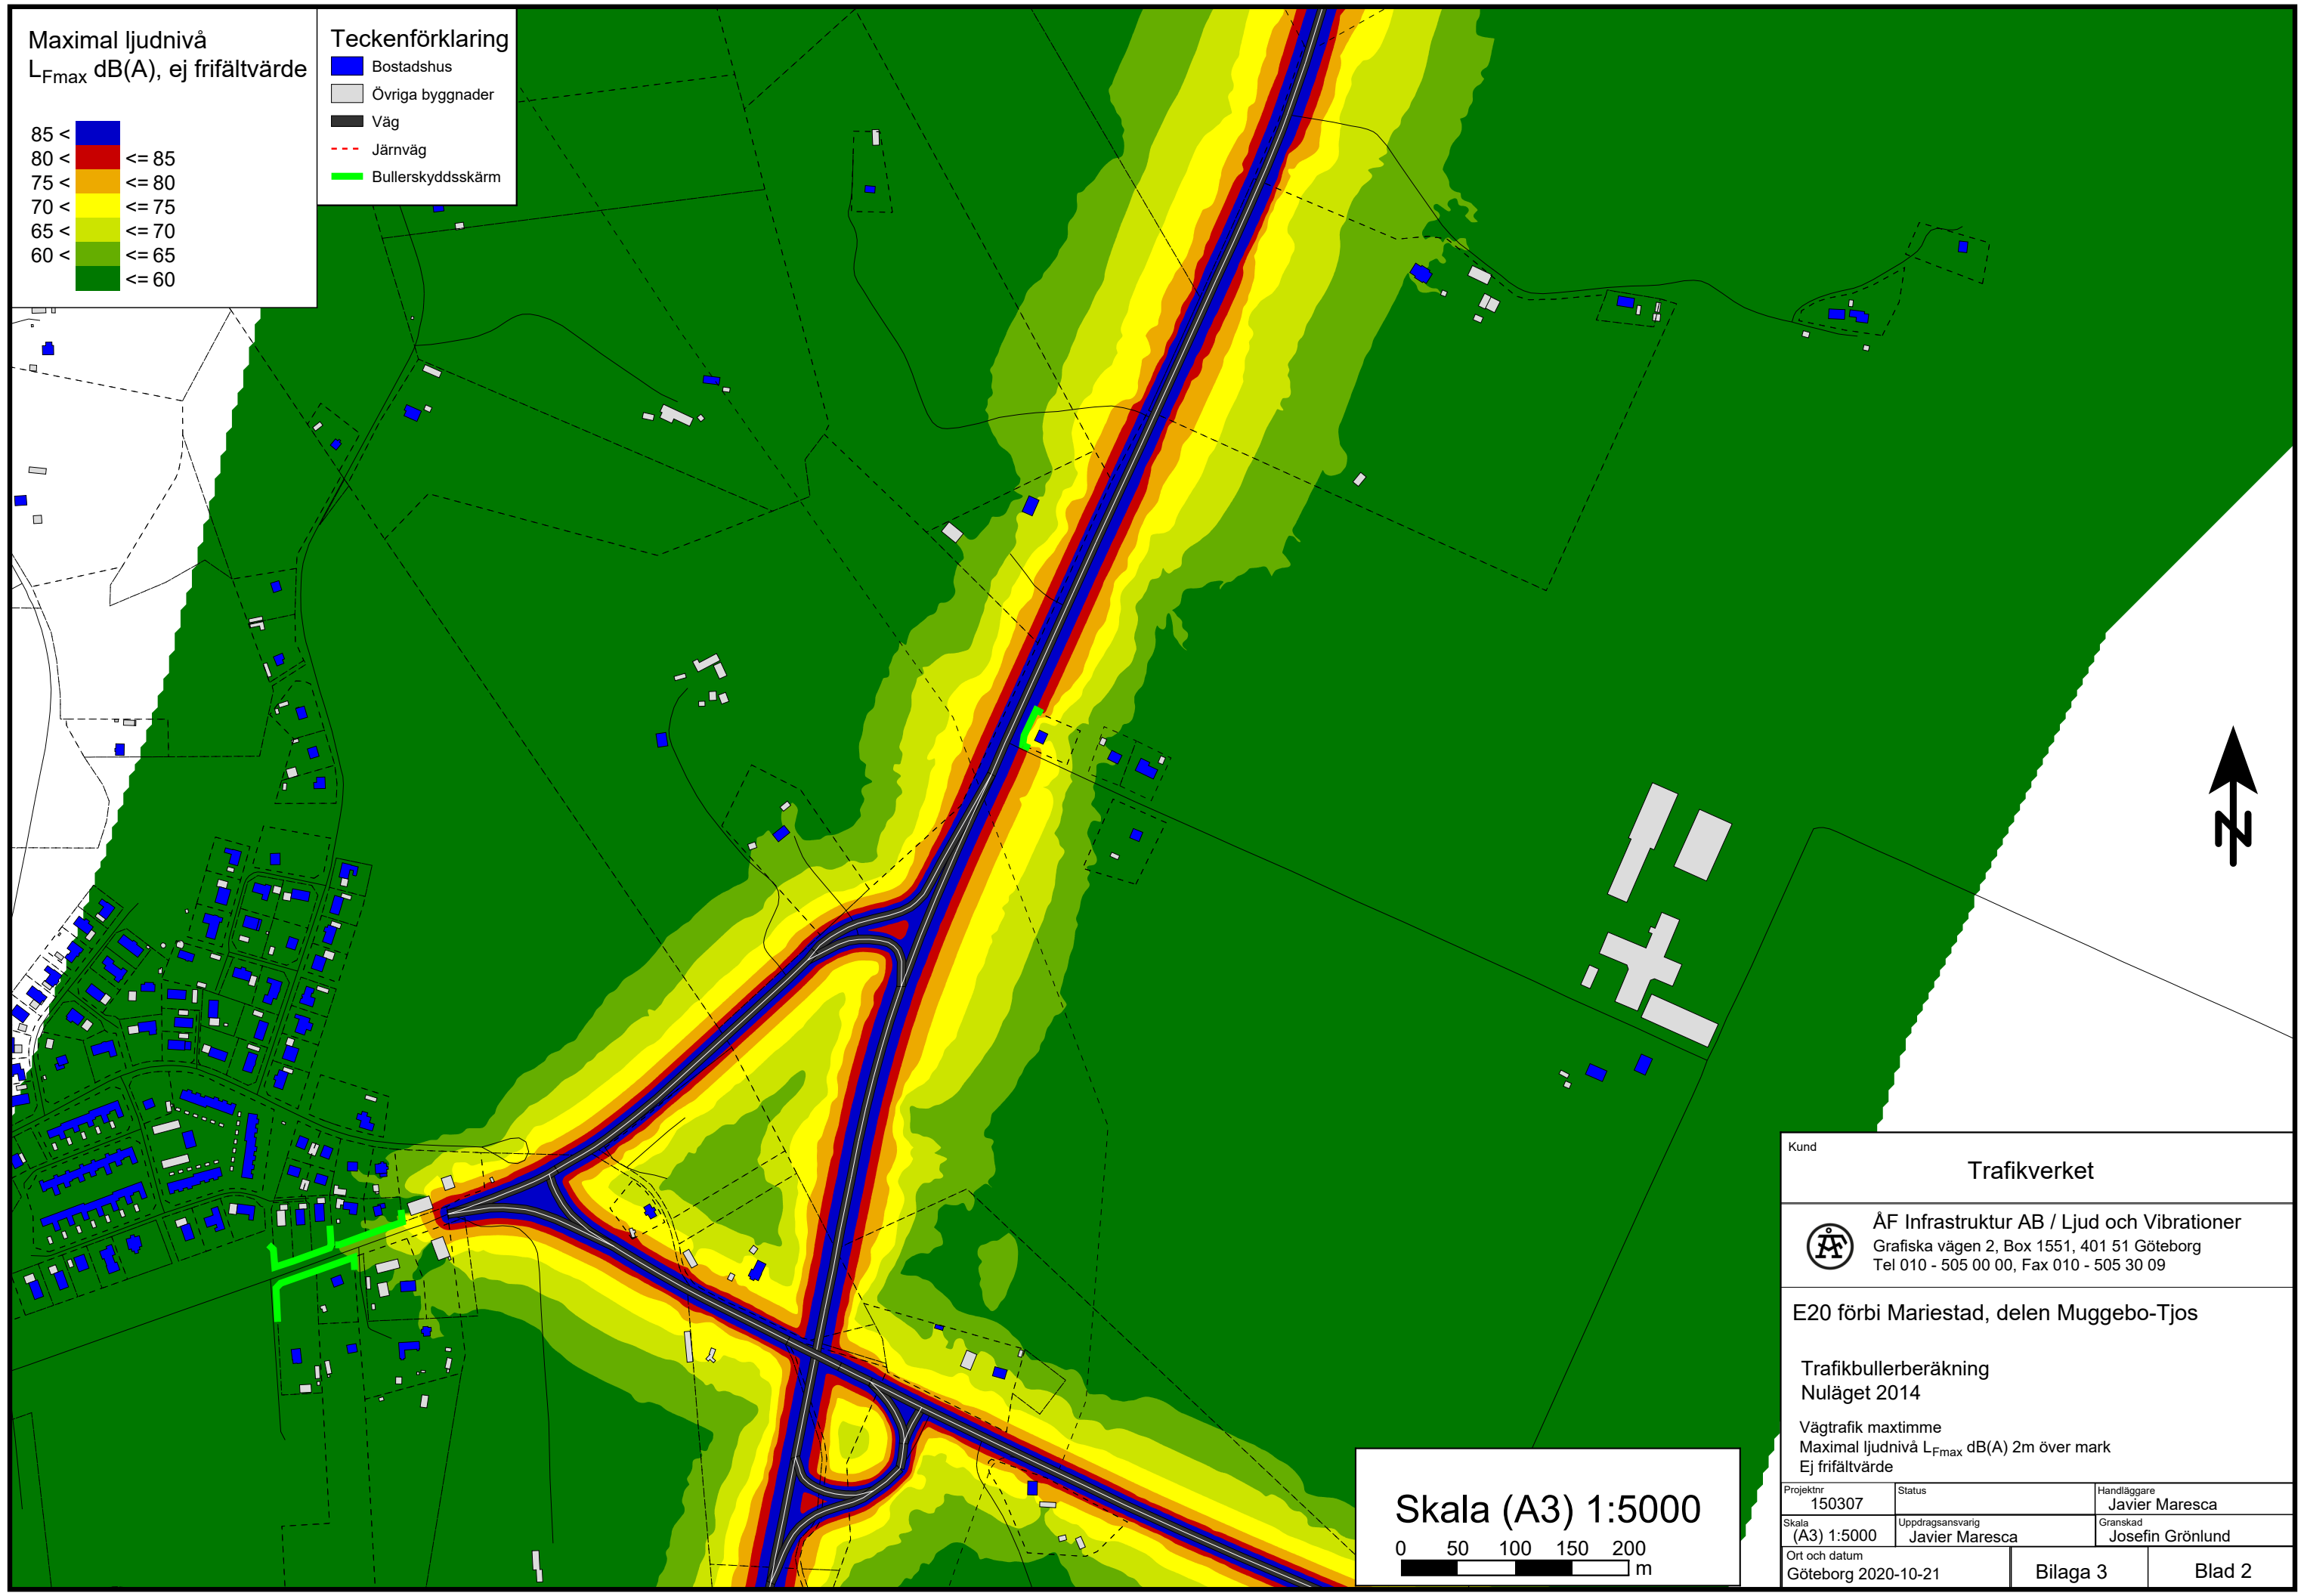 Maximal ljudnivå
LFmax dB(A), ej frifältvärde
85 <
80 < <= 85
75 < <= 80
70 < <= 75
65 < <= 70
60 < <= 65
<= 60
Teckenförklaring
Bostadshus
Övriga byggnader
Väg
Järnväg
Bullerskyddsskärm
N
Skala (A3) 1:5000
0 50 100 150 200
m
Kund
Trafikverket
ÅF
ÅF Infrastruktur AB / Ljud och Vibrationer
Grafiska vägen 2, Box 1551, 401 51 Göteborg
Tel 010 - 505 00 00, Fax 010 - 505 30 09
E20 förbi Mariestad, delen Muggebo-Tjos
Trafikbullerberäkning
Nuläget 2014
Vägtrafik maxtimme
Maximal ljudnivå LFmax dB(A) 2m över mark
Ej frifältvärde
Projektnr
150307
Status
Handläggare
Javier Maresca
Skala
(A3) 1:5000
Uppdragsansvarig
Javier Maresca
Granskad
Josefin Grönlund
Ort och datum
Göteborg 2020-10-21
Bilaga 3
Blad 2